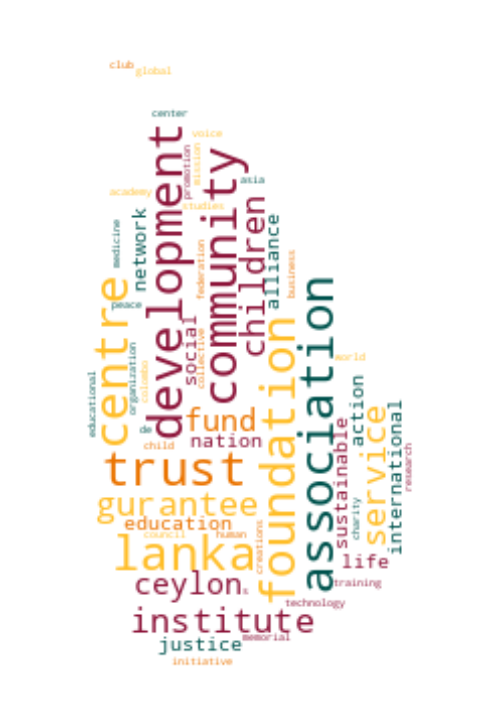 club
global
center
development
voice
promotion
mission
community
asia
academy
studies
children
network
medicine
alliance
federation
business
centre
peace
social
collective
foundation
association
organization
colombo
educational
world
de
child
fund
nation
action
service
international
sustainable
research
trust
gurantee
education
charity
council
human
creations
lanka
life
ceylon
s
training
technology
institute
memorial
justice
initiative